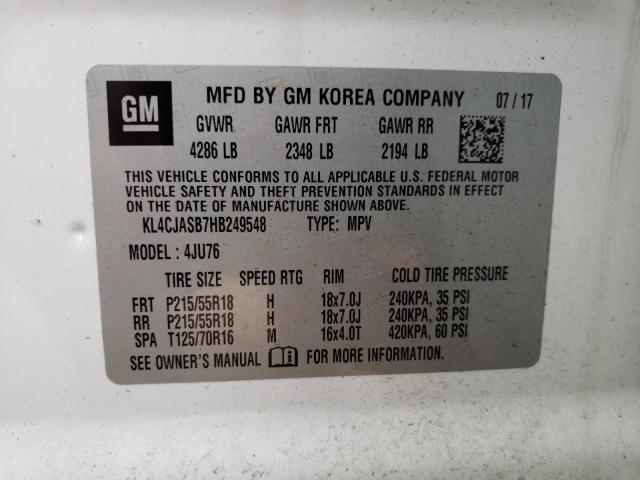 GM
MFD BY GM KOREA COMPANY 07/17
GVWR GAWR FRT GAWR RR
4286 LB 2348 LB 2194 LB
THIS VEHICLE CONFORMS TO ALL APPLICABLE U.S. FEDERAL MOTOR
VEHICLE SAFETY AND THEFT PREVENTION STANDARDS IN EFFECT
ON THE DATE OF MANUFACTURE SHOWN ABOVE.
KL4CJASB7HB249548 TYPE: MPV
MODEL: 4JU76
TIRE SIZE SPEED RTG RIM COLD TIRE PRESSURE
FRT P215/55R18 H 18x7.0J 240KPA, 35 PSI
RR P215/55R18 H 18x7.0J 240KPA, 35 PSI
SPA T125/70R16 M 16x4.0T 420KPA, 60 PSI
SEE OWNER'S MANUAL FOR MORE INFORMATION.